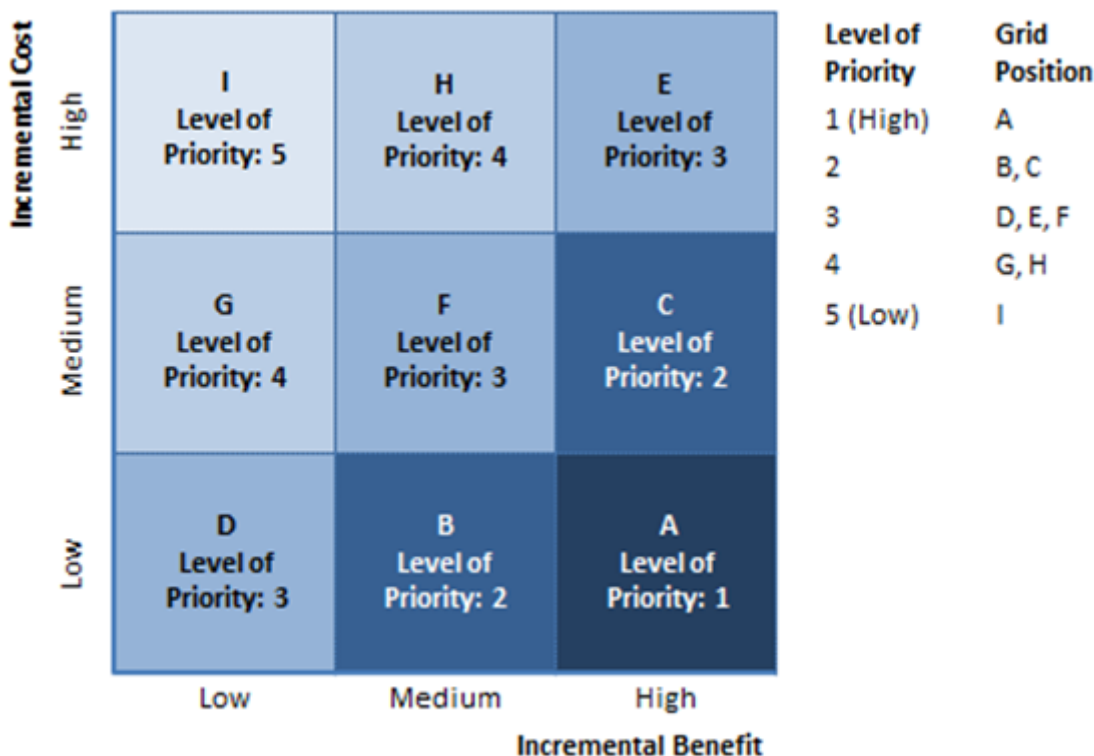 Incremental Cost
High
Medium
Low
I
Level of
Priority: 5
H
Level of
Priority: 4
E
Level of
Priority: 3
G
Level of
Priority: 4
F
Level of
Priority: 3
C
Level of
Priority: 2
D
Level of
Priority: 3
B
Level of
Priority: 2
A
Level of
Priority: 1
Low Medium High
Incremental Benefit
Level of Grid
Priority Position
1 (High) A
2 B, C
3 D, E, F
4 G, H
5 (Low) I